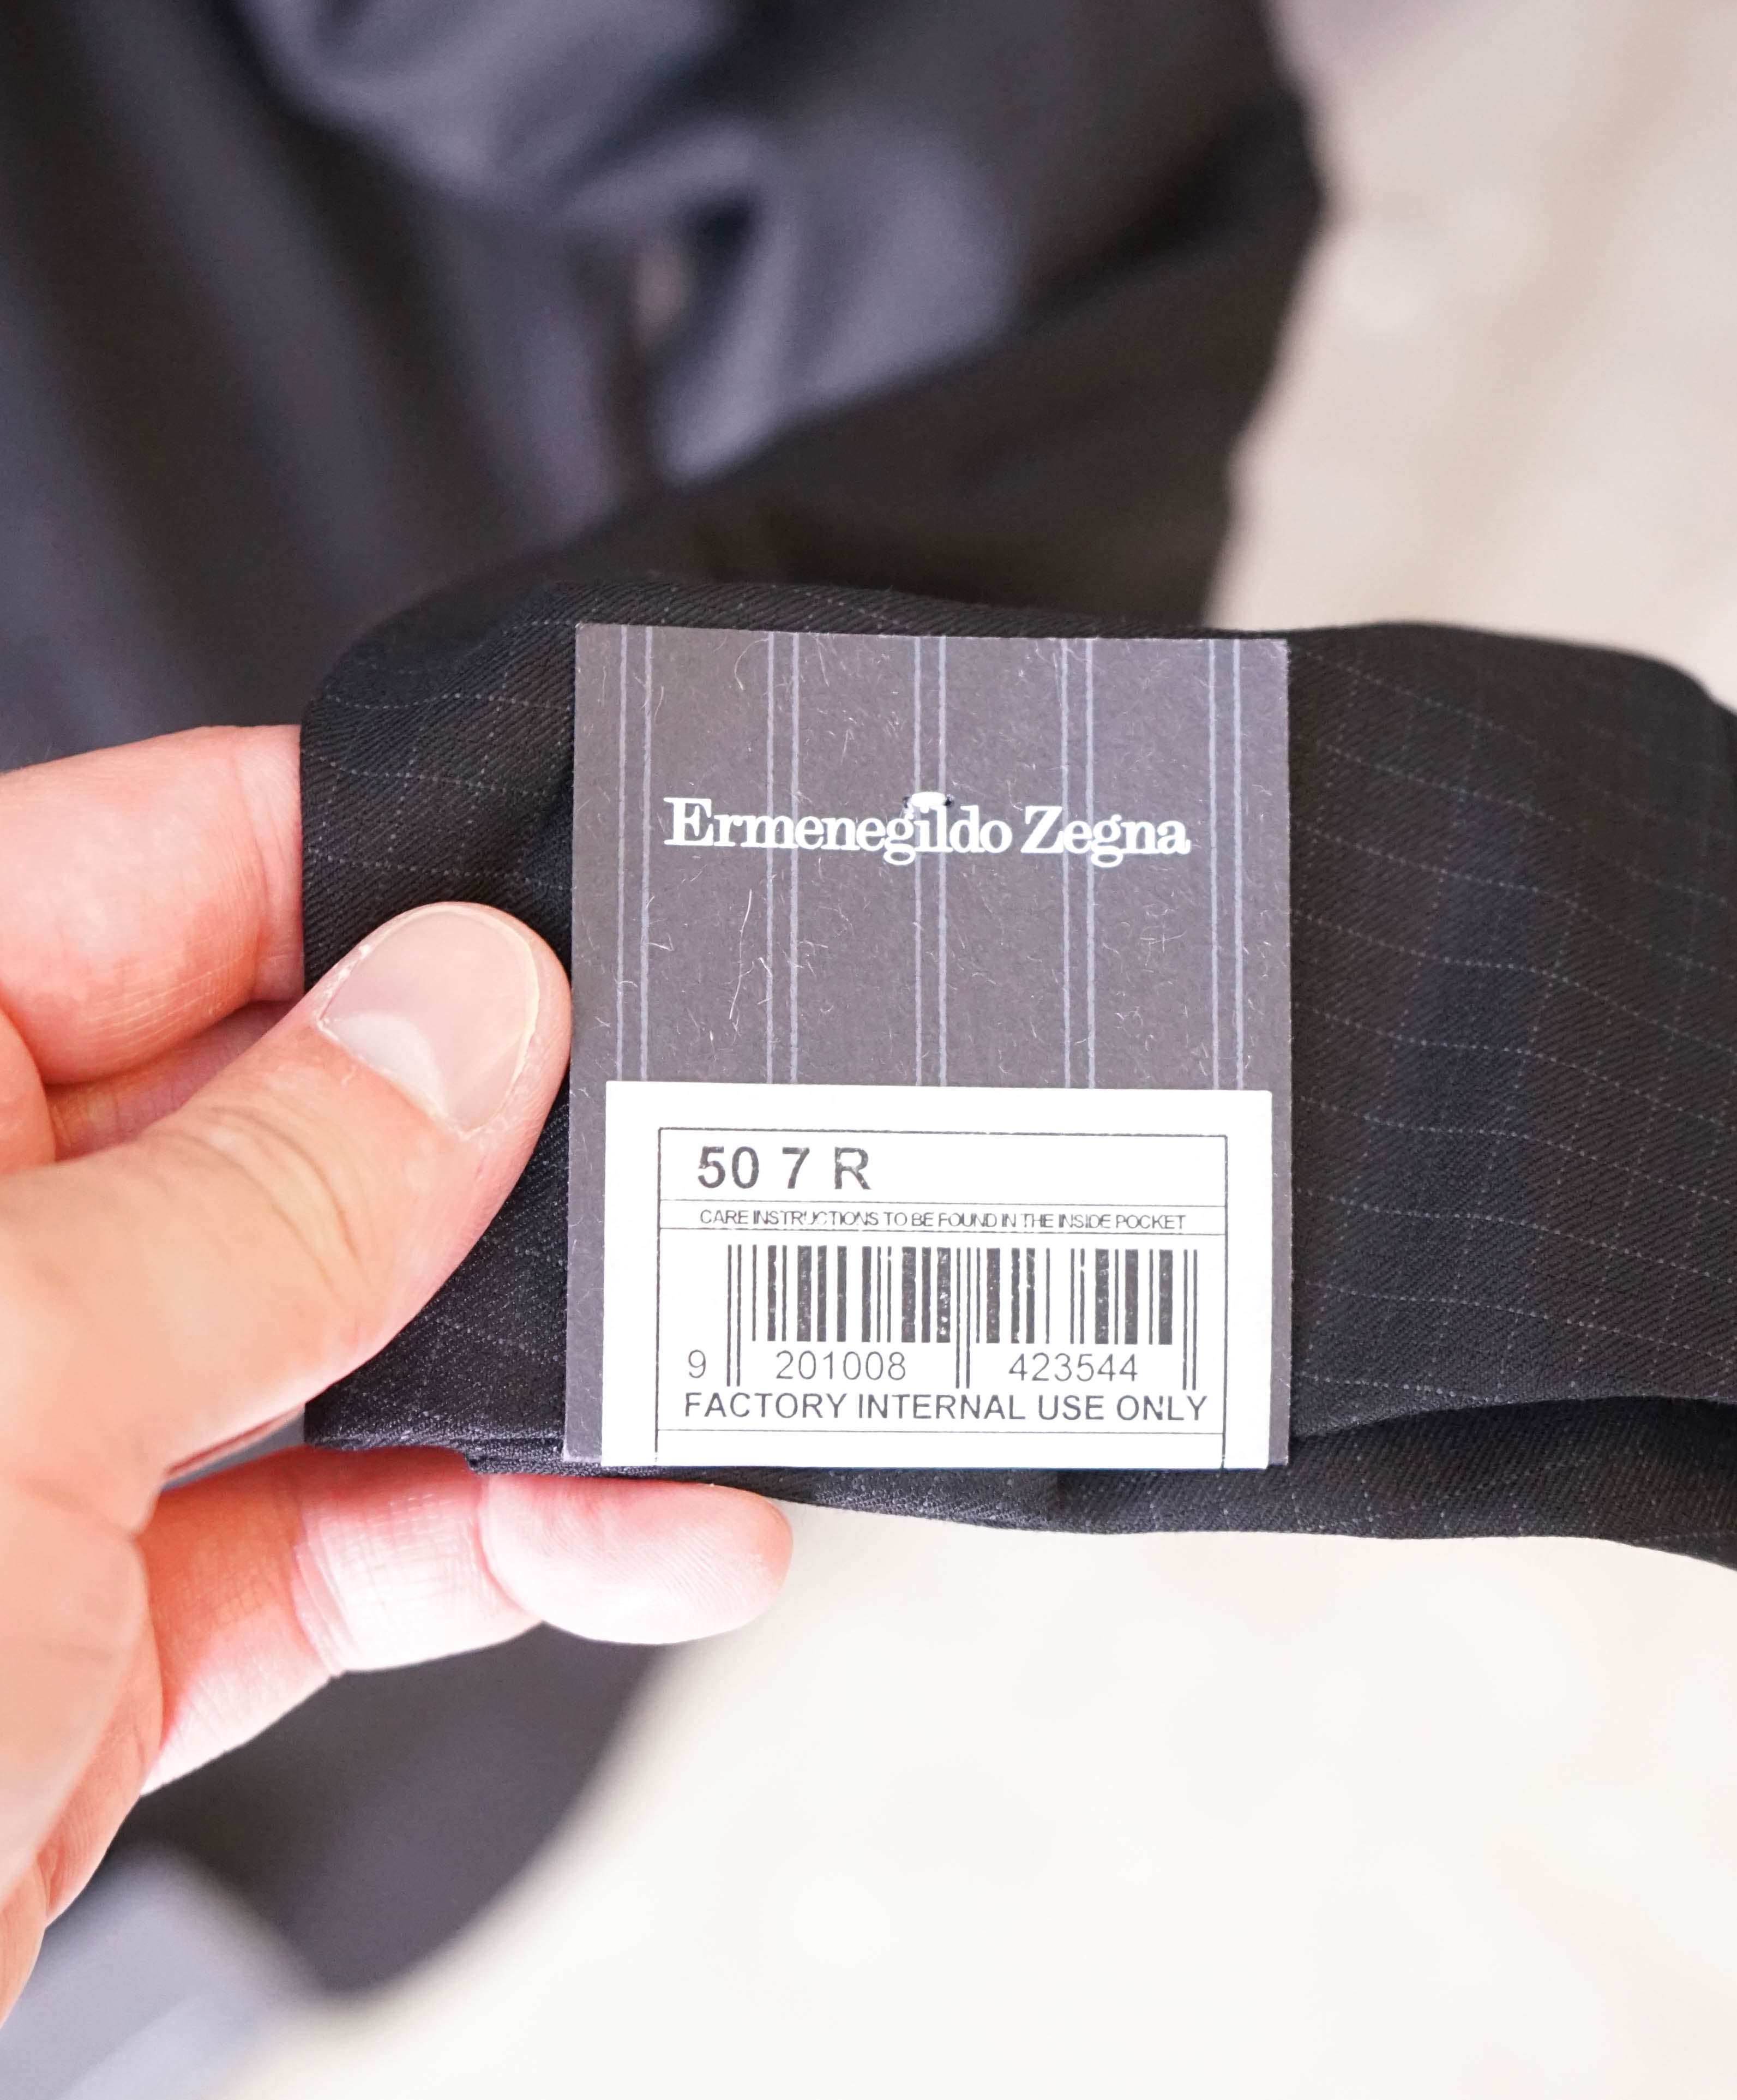 Ermenegildo Zegna
50 7 R
CARE INSTRUCTIONS TO BE FOUND IN THE INSIDE POCKET
9 201008 423544
FACTORY INTERNAL USE ONLY